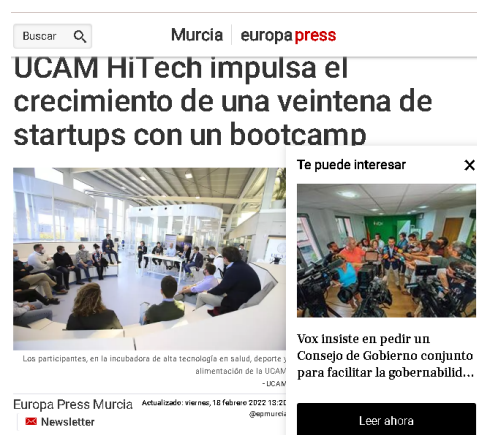 Buscar
Murcia
europapress
UCAM HiTech impulsa el
crecimiento de una veintena de
startups con un bootcamp
Los participantes, en la incubadora de alta tecnología en salud, deporte y
alimentación de la UCAM
- UCAM
Europa Press Murcia
Actualizado: viernes, 18 febrero 2022 13:20
@epmurcia
Newsletter
Te puede interesar
Vox insiste en pedir un
Consejo de Gobierno conjunto
para facilitar la gobernabilid...
Leer ahora